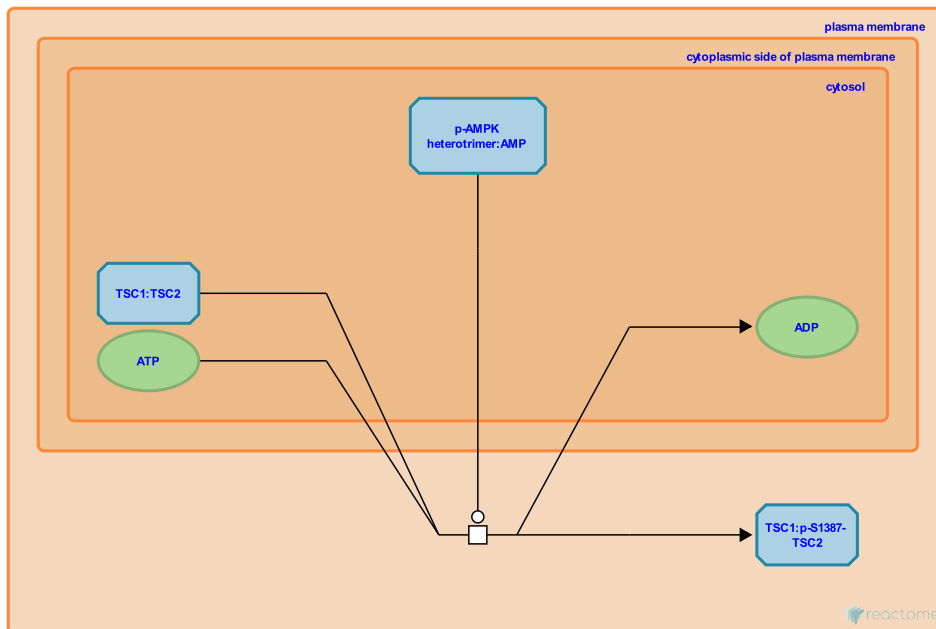 plasma membrane
cytoplasmic side of plasma membrane
cytosol
p-AMPK
heterotrimer:AMP
TSC1:TSC2
ATP
ADP
TSC1:p-S1387-
TSC2
reactome